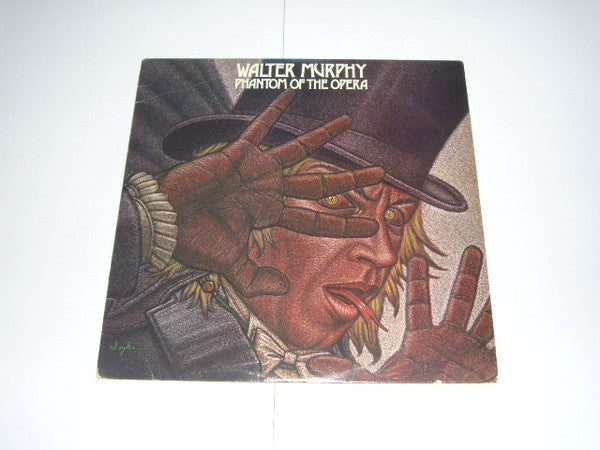 WALTER MURPHY
PHANTOM OF THE OPERA